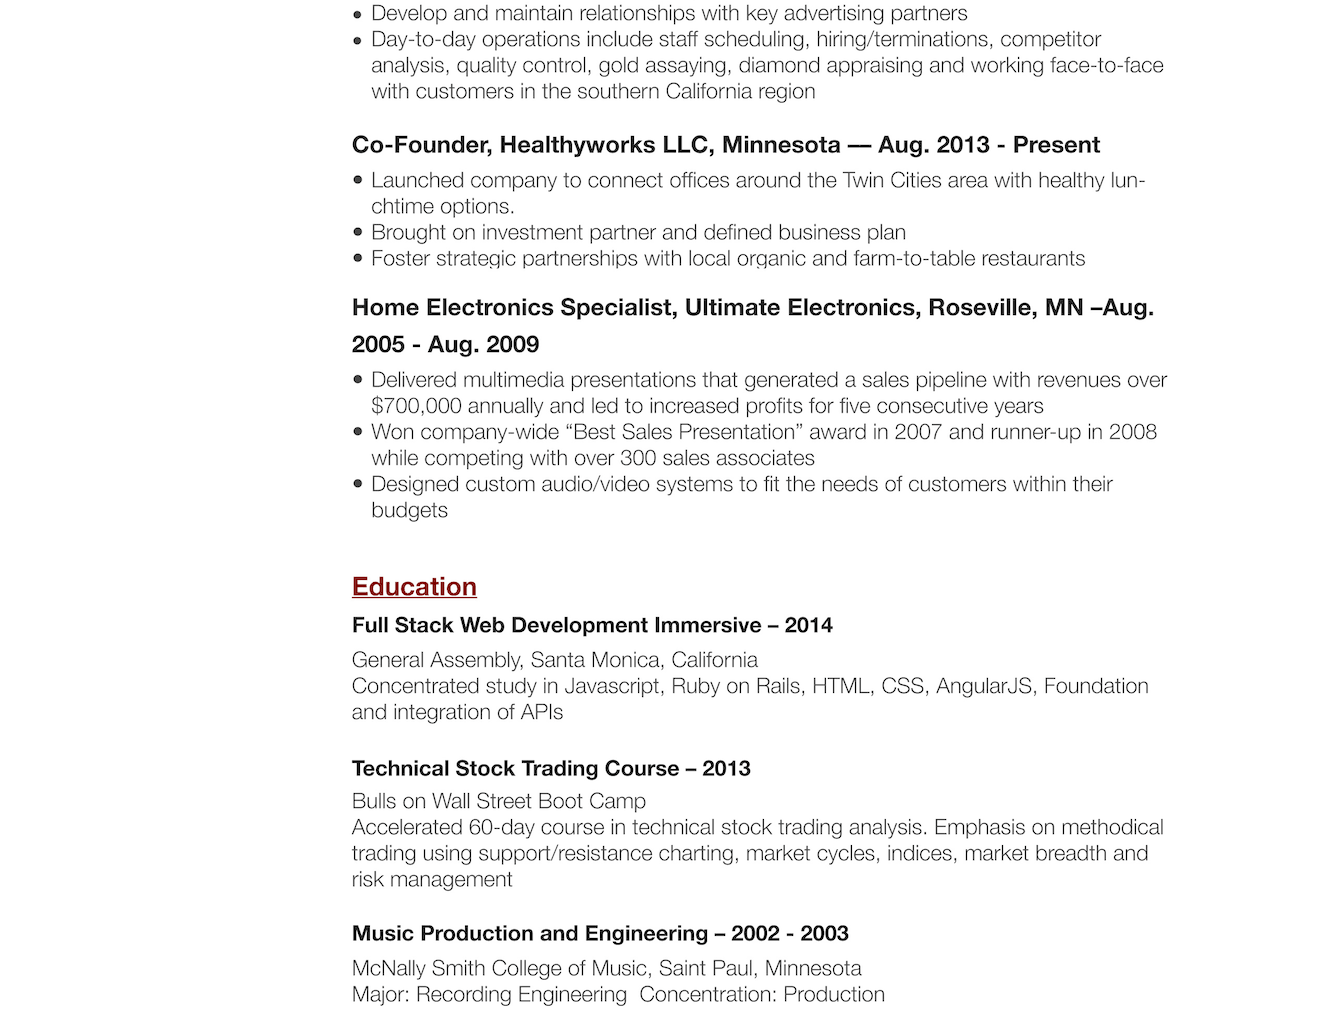 • Develop and maintain relationships with key advertising partners
• Day-to-day operations include staff scheduling, hiring/terminations, competitor
analysis, quality control, gold assaying, diamond appraising and working face-to-face
with customers in the southern California region
Co-Founder, Healthyworks LLC, Minnesota — Aug. 2013 - Present
• Launched company to connect offices around the Twin Cities area with healthy lun-
chtime options.
• Brought on investment partner and defined business plan
• Foster strategic partnerships with local organic and farm-to-table restaurants
Home Electronics Specialist, Ultimate Electronics, Roseville, MN –Aug.
2005 - Aug. 2009
• Delivered multimedia presentations that generated a sales pipeline with revenues over
$700,000 annually and led to increased profits for five consecutive years
• Won company-wide “Best Sales Presentation” award in 2007 and runner-up in 2008
while competing with over 300 sales associates
• Designed custom audio/video systems to fit the needs of customers within their
budgets
Education
Full Stack Web Development Immersive – 2014
General Assembly, Santa Monica, California
Concentrated study in Javascript, Ruby on Rails, HTML, CSS, AngularJS, Foundation
and integration of APIs
Technical Stock Trading Course – 2013
Bulls on Wall Street Boot Camp
Accelerated 60-day course in technical stock trading analysis. Emphasis on methodical
trading using support/resistance charting, market cycles, indices, market breadth and
risk management
Music Production and Engineering – 2002 - 2003
McNally Smith College of Music, Saint Paul, Minnesota
Major: Recording Engineering  Concentration: Production